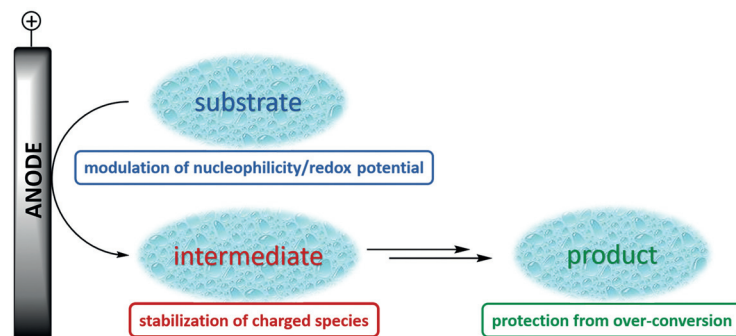 +
substrate
modulation of nucleophilicity/redox potential
ANODE
intermediate
product
stabilization of charged species
protection from over-conversion